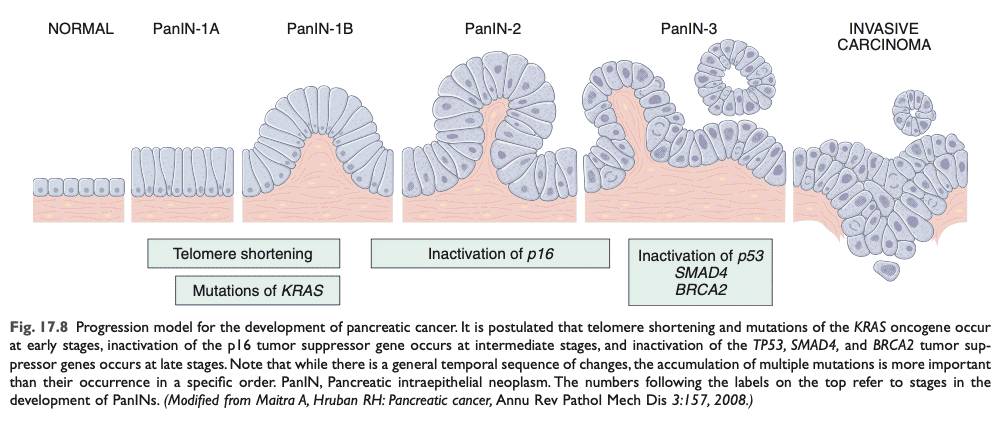 NORMAL PanIN-1A PanIN-1B PanIN-2 PanIN-3 INVASIVE
CARCINOMA
Telomere shortening
Mutations of KRAS
Inactivation of p16
Inactivation of p53
SMAD4
BRCA2
Fig. 17.8 Progression model for the development of pancreatic cancer. It is postulated that telomere shortening and mutations of the KRAS oncogene occur
at early stages, inactivation of the p16 tumor suppressor gene occurs at intermediate stages, and inactivation of the TP53, SMAD4, and BRCA2 tumor sup-
pressor genes occurs at late stages. Note that while there is a general temporal sequence of changes, the accumulation of multiple mutations is more important
than their occurrence in a specific order. PanIN, Pancreatic intraepithelial neoplasm. The numbers following the labels on the top refer to stages in the
development of PanINs. (Modified from Maitra A, Hruban RH: Pancreatic cancer, Annu Rev Pathol Mech Dis 3:157, 2008.)